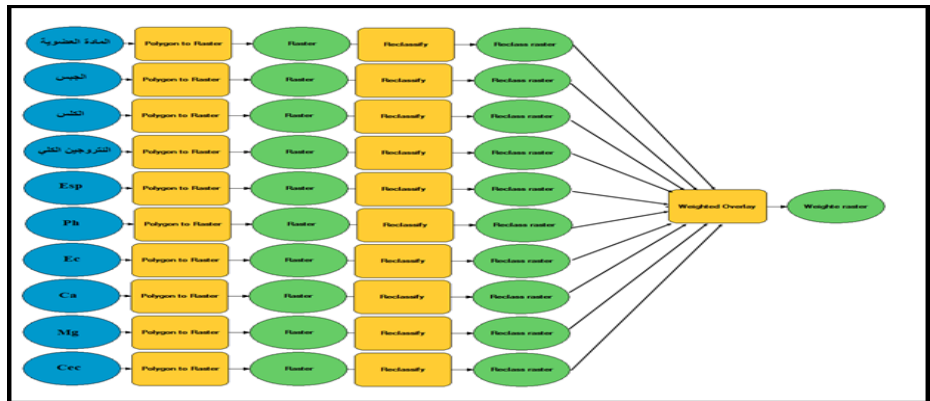 المادة العضوية Polygon to Raster Raster Reclassify Reclass raster
الجبس Polygon to Raster Raster Reclassify Reclass raster
الكلس Polygon to Raster Raster Reclassify Reclass raster
النتروجين الكلي Polygon to Raster Raster Reclassify Reclass raster
Esp Polygon to Raster Raster Reclassify Reclass raster
Weighted Overlay Weighte raster
Ph Polygon to Raster Raster Reclassify Reclass raster
Ec Polygon to Raster Raster Reclassify Reclass raster
Ca Polygon to Raster Raster Reclassify Reclass raster
Mg Polygon to Raster Raster Reclassify Reclass raster
Cec Polygon to Raster Raster Reclassify Reclass raster